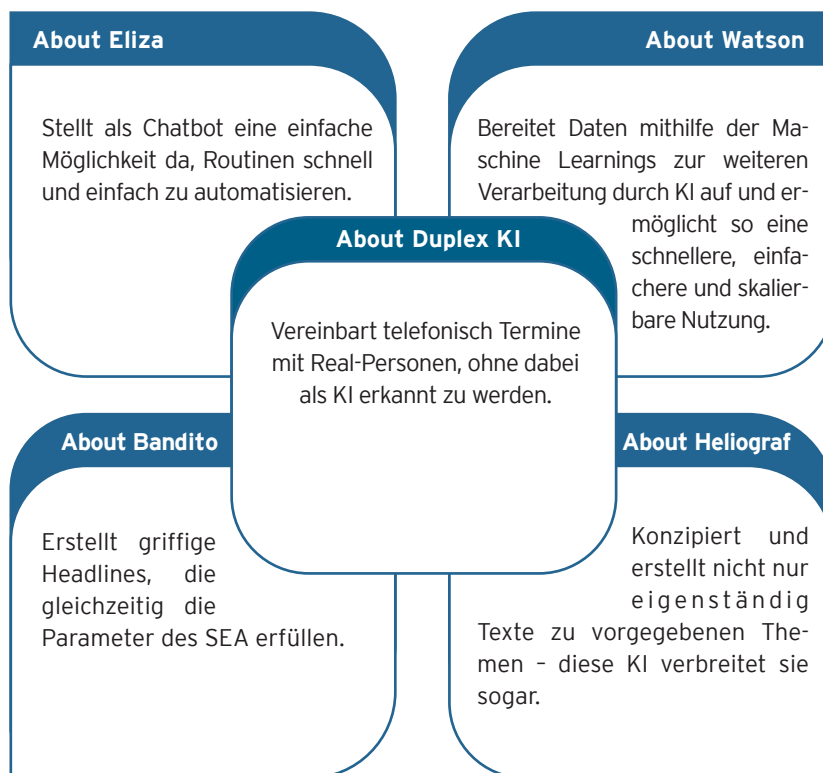 About Eliza
Stellt als Chatbot eine einfache
Möglichkeit da, Routinen schnell
und einfach zu automatisieren.
About Watson
Bereitet Daten mithilfe der Ma-
schine Learnings zur weiteren
Verarbeitung durch KI auf und er-
möglicht so eine
schnellere, einfa-
chere und skalier-
bare Nutzung.
About Duplex KI
Vereinbart telefonisch Termine
mit Real-Personen, ohne dabei
als KI erkannt zu werden.
About Bandito
Erstellt griffige
Headlines, die
gleichzeitig die
Parameter des SEA erfüllen.
About Heliograf
Konzipiert und
erstellt nicht nur
eigenständig
Texte zu vorgegebenen The-
men – diese KI verbreitet sie
sogar.